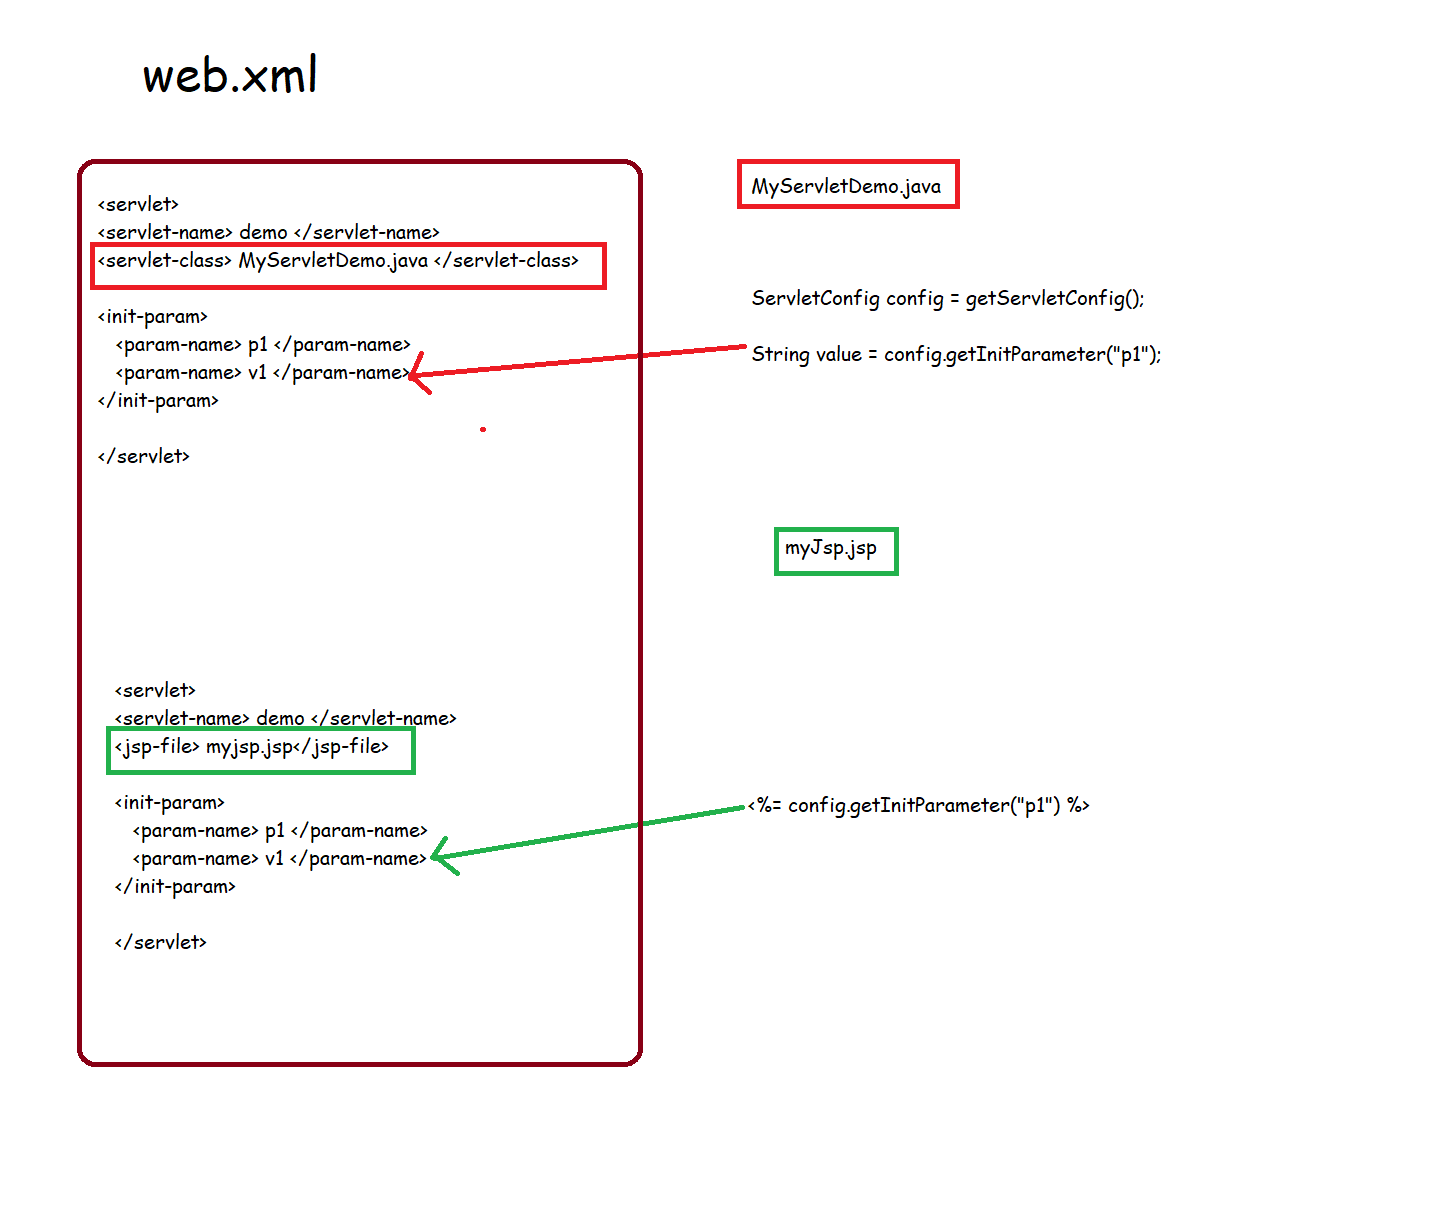 web.xml
<servlet>
<servlet-name> demo </servlet-name>
<servlet-class> MyServletDemo.java </servlet-class>
<init-param>
<param-name> p1 </param-name>
<param-name> v1 </param-name>
</init-param>
</servlet>
<servlet>
<servlet-name> demo </servlet-name>
<jsp-file> myjsp.jsp</jsp-file>
<init-param>
<param-name> p1 </param-name>
<param-name> v1 </param-name>
</init-param>
</servlet>
MyServletDemo.java
ServletConfig config = getServletConfig();
String value = config.getInitParameter("p1");
myJsp.jsp
<%= config.getInitParameter("p1") %>